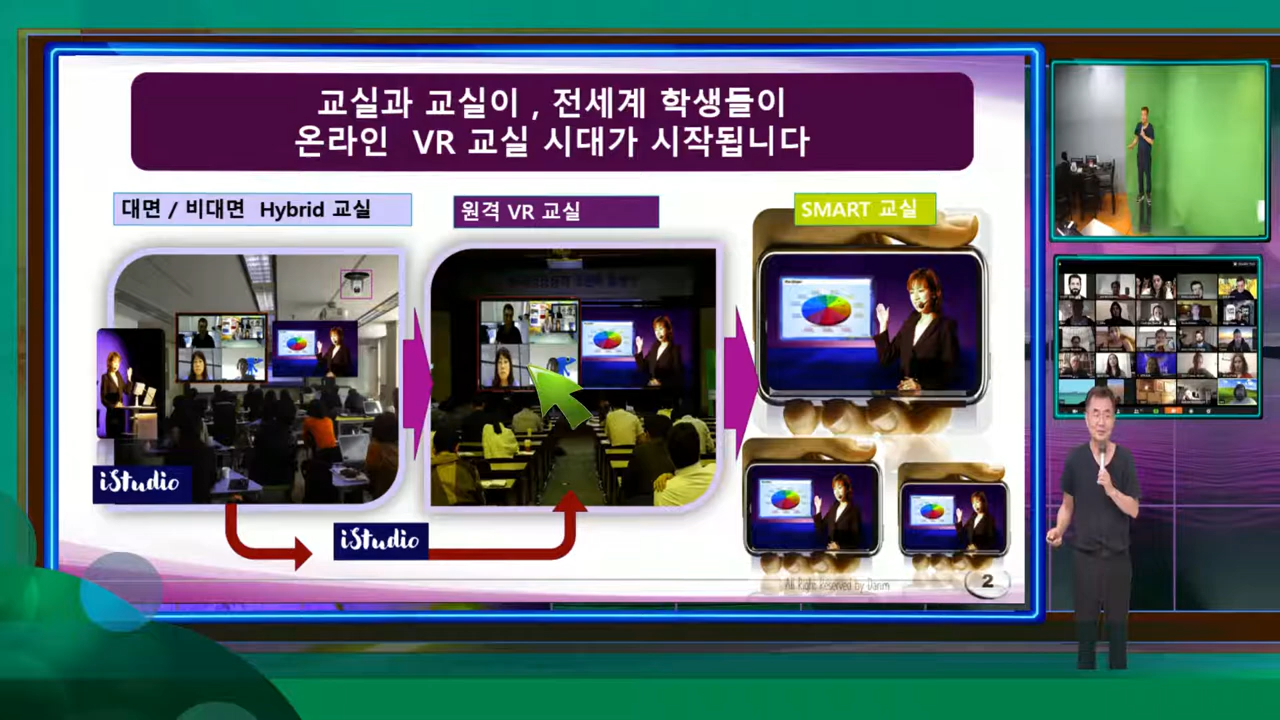 교실과 교실이 , 전세계 학생들이
온라인 VR 교실 시대가 시작됩니다
대면 / 비대면 Hybrid 교실
원격 VR 교실
SMART 교실
iStudio
iStudio
All Right Reserved by Danm
2